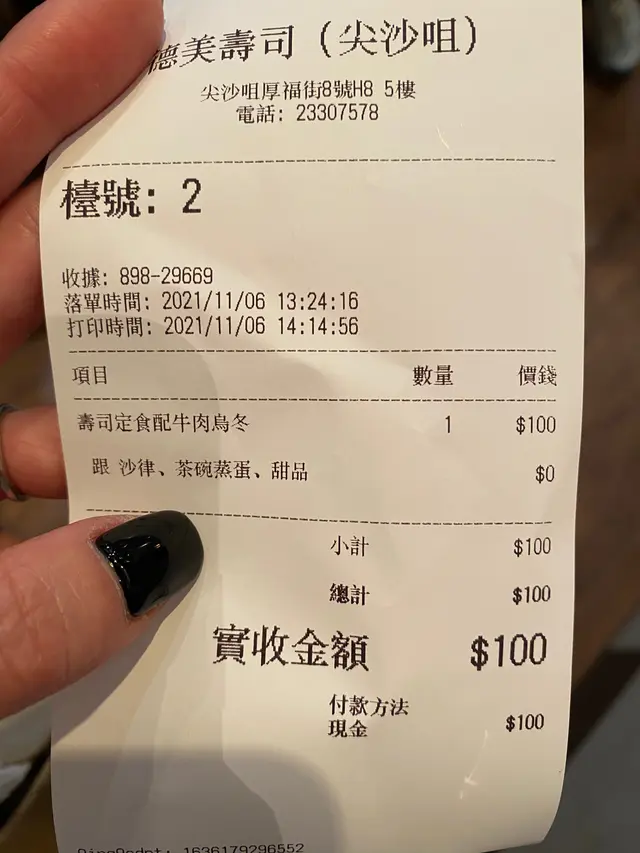 德美壽司 (尖沙咀)
尖沙咀厚福街8號H8 5樓
電話: 23307578
檯號: 2
收據: 898-29669
落單時間: 2021/11/06 13:24:16
打印時間: 2021/11/06 14:14:56
項目 數量 價錢
壽司定食配牛肉烏冬 1 $100
跟 沙律、茶碗蒸蛋、甜品 $0
小計 $100
總計 $100
實收金額 $100
付款方法
現金 $100
1636179296552